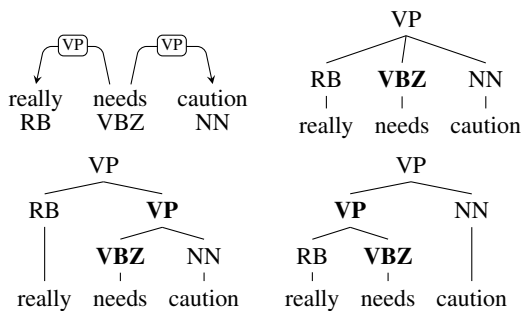 VP VP
really needs caution
RB VBZ NN
VP
RB VBZ NN
really needs caution
VP
RB VP
VBZ NN
really needs caution
VP
VP NN
RB VBZ
really needs caution